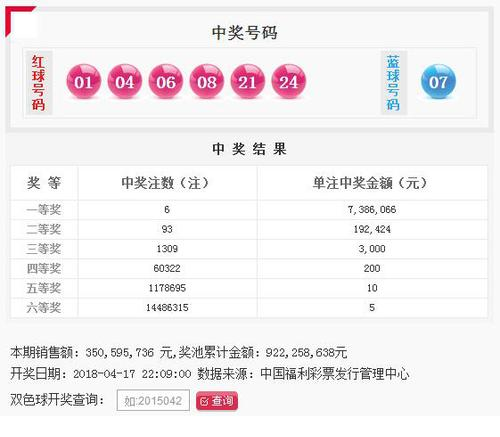 中奖号码
红球号码 01 04 06 08 21 24 蓝球号码 07
中 奖 结 果
奖 等 中奖注数（注） 单注中奖金额（元）
一等奖 6 7,386,066
二等奖 93 192,424
三等奖 1309 3,000
四等奖 60322 200
五等奖 1178695 10
六等奖 14486315 5
本期销售额：350,595,736 元,奖池累计金额：922,258,638元
开奖日期：2018-04-17 22:09:00 数据来源：中国福利彩票发行管理中心
双色球开奖查询： 如:2015042 查询